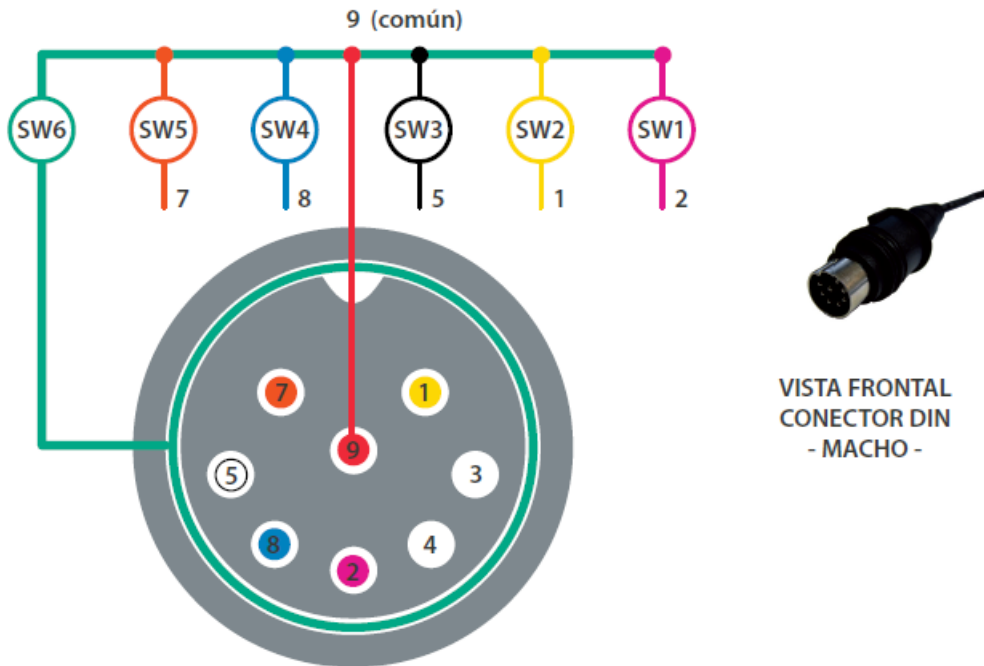 9 (común)
SW6 SW5 SW4 SW3 SW2 SW1
7 8 5 1 2
7 1
9
5 3
8 4
2
VISTA FRONTAL
CONECTOR DIN
- MACHO -